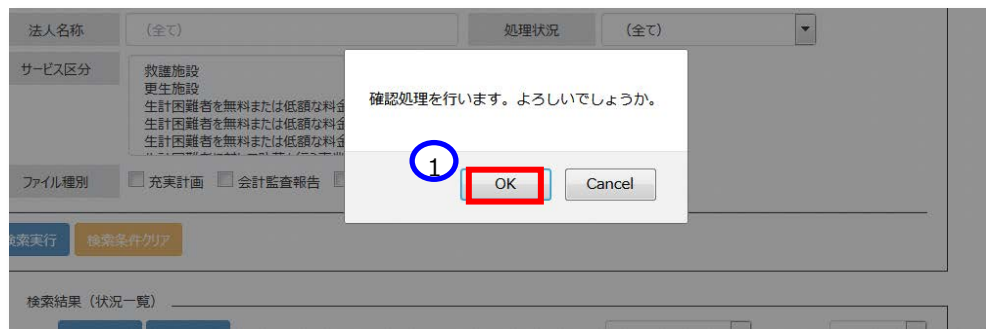 法人名称 (全て) 処理状況 (全て)
サービス区分 救護施設
更生施設
生計困難者を無料または低額な料金
生計困難者を無料または低額な料金
生計困難者を無料または低額な料金
確認処理を行います。よろしいでしょうか。
1
OK Cancel
ファイル種別 充実計画 会計監査報告
検索実行 検索条件クリア
検索結果(状況一覧)